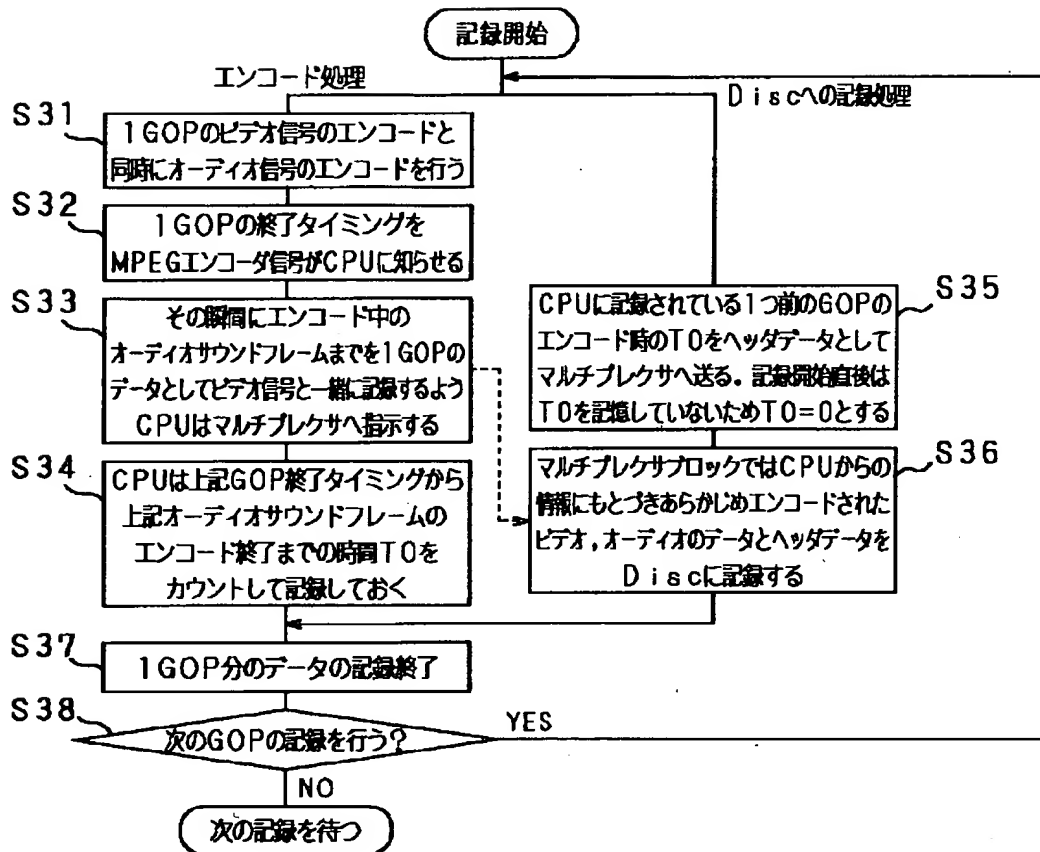 記録開始
エンコード処理
Discへの記録処理
S31
1GOPのビデオ信号のエンコードと
同時にオーディオ信号のエンコードを行う
S32
1GOPの終了タイミングを
MPEGエンコーダ信号がCPUに知らせる
S33
その瞬間にエンコード中の
オーディオサウンドフレームまでを1GOPの
データとしてビデオ信号と一緒に記録するよう
CPUはマルチプレクサへ指示する
S34
CPUは上記GOP終了タイミングから
上記オーディオサウンドフレームの
エンコード終了までの時間T0を
カウントして記録しておく
S35
CPUに記録されている1つ前のGOPの
エンコード時のT0をヘッダデータとして
マルチプレクサへ送る.記録開始直後は
T0を記憶していないためT0=0とする
S36
マルチプレクサブロックではCPUからの
情報にもとづきあらかじめエンコードされた
ビデオ,オーディオのデータとヘッダデータを
Discに記録する
S37
1GOP分のデータの記録終了
S38
次のGOPの記録を行う?
YES
NO
次の記録を待つ